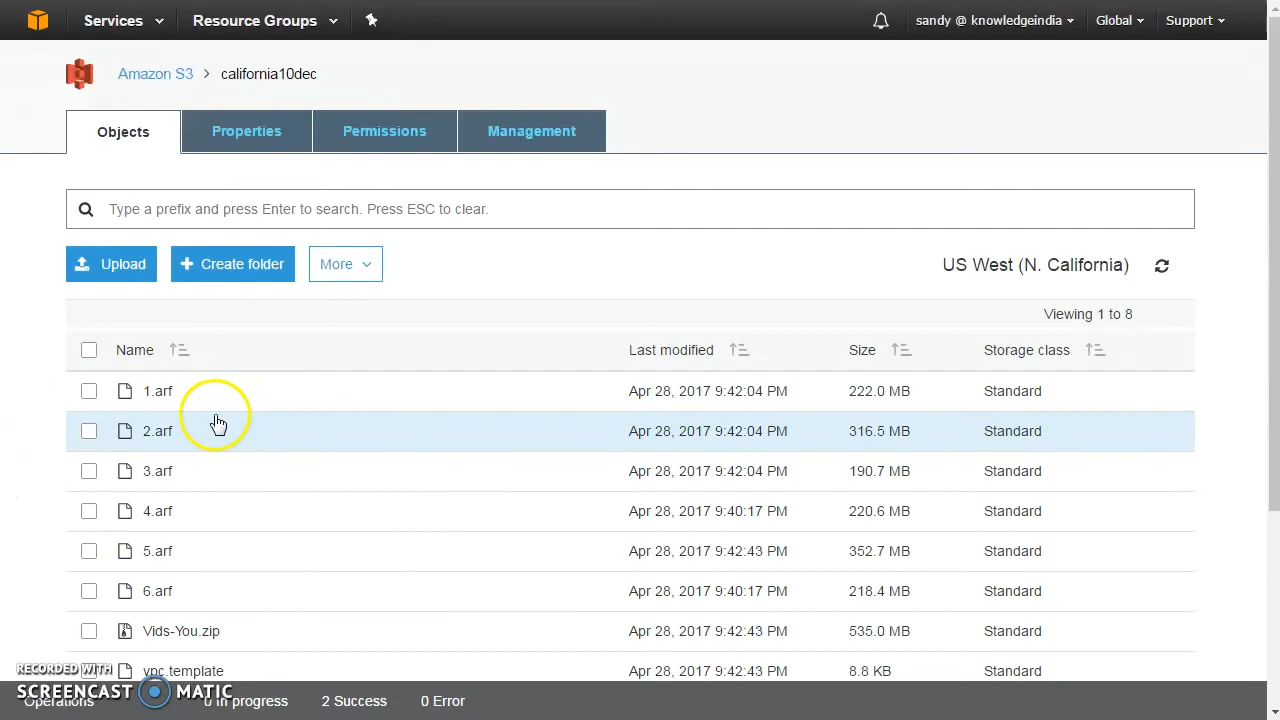 Services Resource Groups sandy @ knowledgeindia Global Support
Amazon S3 > california10dec
Objects Properties Permissions Management
Type a prefix and press Enter to search. Press ESC to clear.
Upload + Create folder More US West (N. California)
Viewing 1 to 8
Name Last modified Size Storage class
1.arf Apr 28, 2017 9:42:04 PM 222.0 MB Standard
2.arf Apr 28, 2017 9:42:04 PM 316.5 MB Standard
3.arf Apr 28, 2017 9:42:04 PM 190.7 MB Standard
4.arf Apr 28, 2017 9:40:17 PM 220.6 MB Standard
5.arf Apr 28, 2017 9:42:43 PM 352.7 MB Standard
6.arf Apr 28, 2017 9:40:17 PM 218.4 MB Standard
Vids-You.zip Apr 28, 2017 9:42:43 PM 535.0 MB Standard
vpc.template Apr 28, 2017 9:42:43 PM 8.8 KB Standard
RECORDED WITH
SCREENCAST MATIC
Operations 0 In progress 2 Success 0 Error